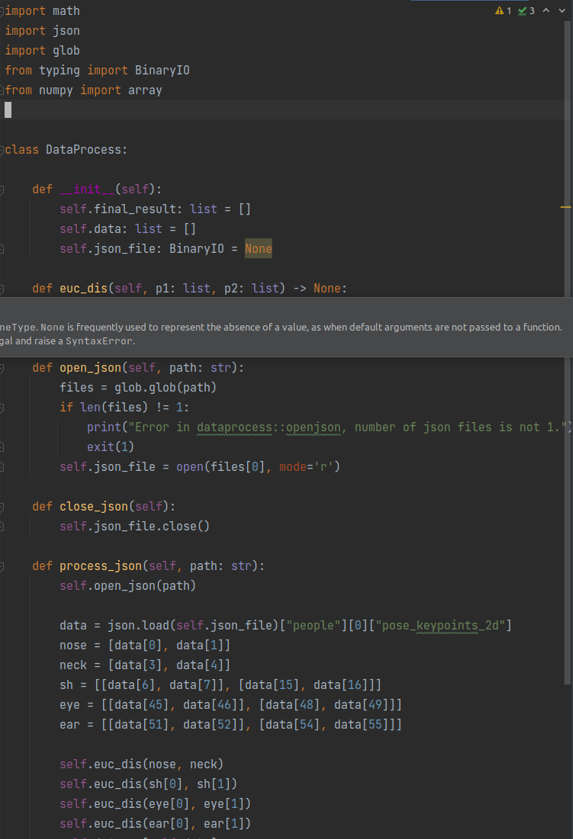 import math
1 3
import json
import glob
from typing import BinaryIO
from numpy import array
class DataProcess:
    def __init__(self):
        self.final_result: list = []
        self.data: list = []
        self.json_file: BinaryIO = None
    def euc_dis(self, p1: list, p2: list) -> None:
neType. None is frequently used to represent the absence of a value, as when default arguments are not passed to a function.
gal and raise a SyntaxError.
    def open_json(self, path: str):
        files = glob.glob(path)
        if len(files) != 1:
            print("Error in dataprocess::openjson, number of json files is not 1.")
            exit(1)
        self.json_file = open(files[0], mode='r')
    def close_json(self):
        self.json_file.close()
    def process_json(self, path: str):
        self.open_json(path)
        data = json.load(self.json_file)["people"][0]["pose_keypoints_2d"]
        nose = [data[0], data[1]]
        neck = [data[3], data[4]]
        sh = [[data[6], data[7]], [data[15], data[16]]]
        eye = [[data[45], data[46]], [data[48], data[49]]]
        ear = [[data[51], data[52]], [data[54], data[55]]]
        self.euc_dis(nose, neck)
        self.euc_dis(sh[0], sh[1])
        self.euc_dis(eye[0], eye[1])
        self.euc_dis(ear[0], ear[1])